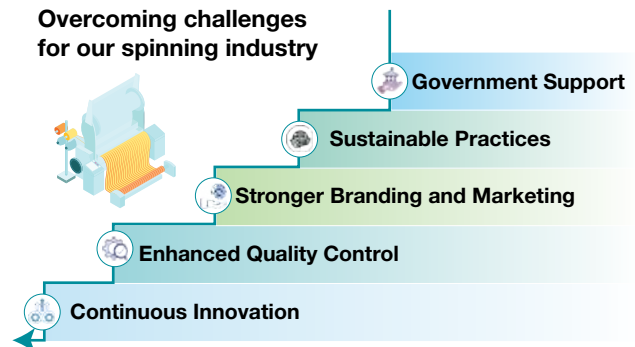 Overcoming challenges
for our spinning industry
Government Support
Sustainable Practices
Stronger Branding and Marketing
Enhanced Quality Control
Continuous Innovation